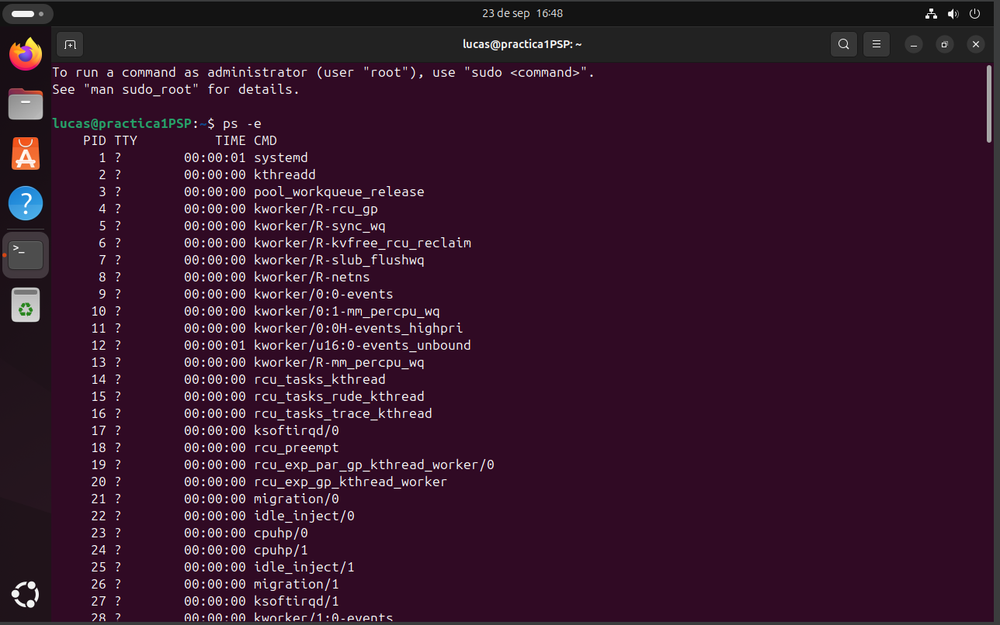 23 de sep 16:48
lucas@practica1PSP: ~
To run a command as administrator (user "root"), use "sudo <command>".
See "man sudo_root" for details.
lucas@practica1PSP:~$ ps -e
PID TTY TIME CMD
1 ? 00:00:01 systemd
2 ? 00:00:00 kthreadd
3 ? 00:00:00 pool_workqueue_release
4 ? 00:00:00 kworker/R-rcu_gp
5 ? 00:00:00 kworker/R-sync_wq
6 ? 00:00:00 kworker/R-kvfree_rcu_reclaim
7 ? 00:00:00 kworker/R-slub_flushwq
8 ? 00:00:00 kworker/R-netns
9 ? 00:00:00 kworker/0:0-events
10 ? 00:00:00 kworker/0:1-mm_percpu_wq
11 ? 00:00:00 kworker/0:0H-events_highpri
12 ? 00:00:01 kworker/u16:0-events_unbound
13 ? 00:00:00 kworker/R-mm_percpu_wq
14 ? 00:00:00 rcu_tasks_kthread
15 ? 00:00:00 rcu_tasks_rude_kthread
16 ? 00:00:00 rcu_tasks_trace_kthread
17 ? 00:00:00 ksoftirqd/0
18 ? 00:00:00 rcu_preempt
19 ? 00:00:00 rcu_exp_par_gp_kthread_worker/0
20 ? 00:00:00 rcu_exp_gp_kthread_worker
21 ? 00:00:00 migration/0
22 ? 00:00:00 idle_inject/0
23 ? 00:00:00 cpuhp/0
24 ? 00:00:00 cpuhp/1
25 ? 00:00:00 idle_inject/1
26 ? 00:00:00 migration/1
27 ? 00:00:00 ksoftirqd/1
28 ? 00:00:00 kworker/1:0-events